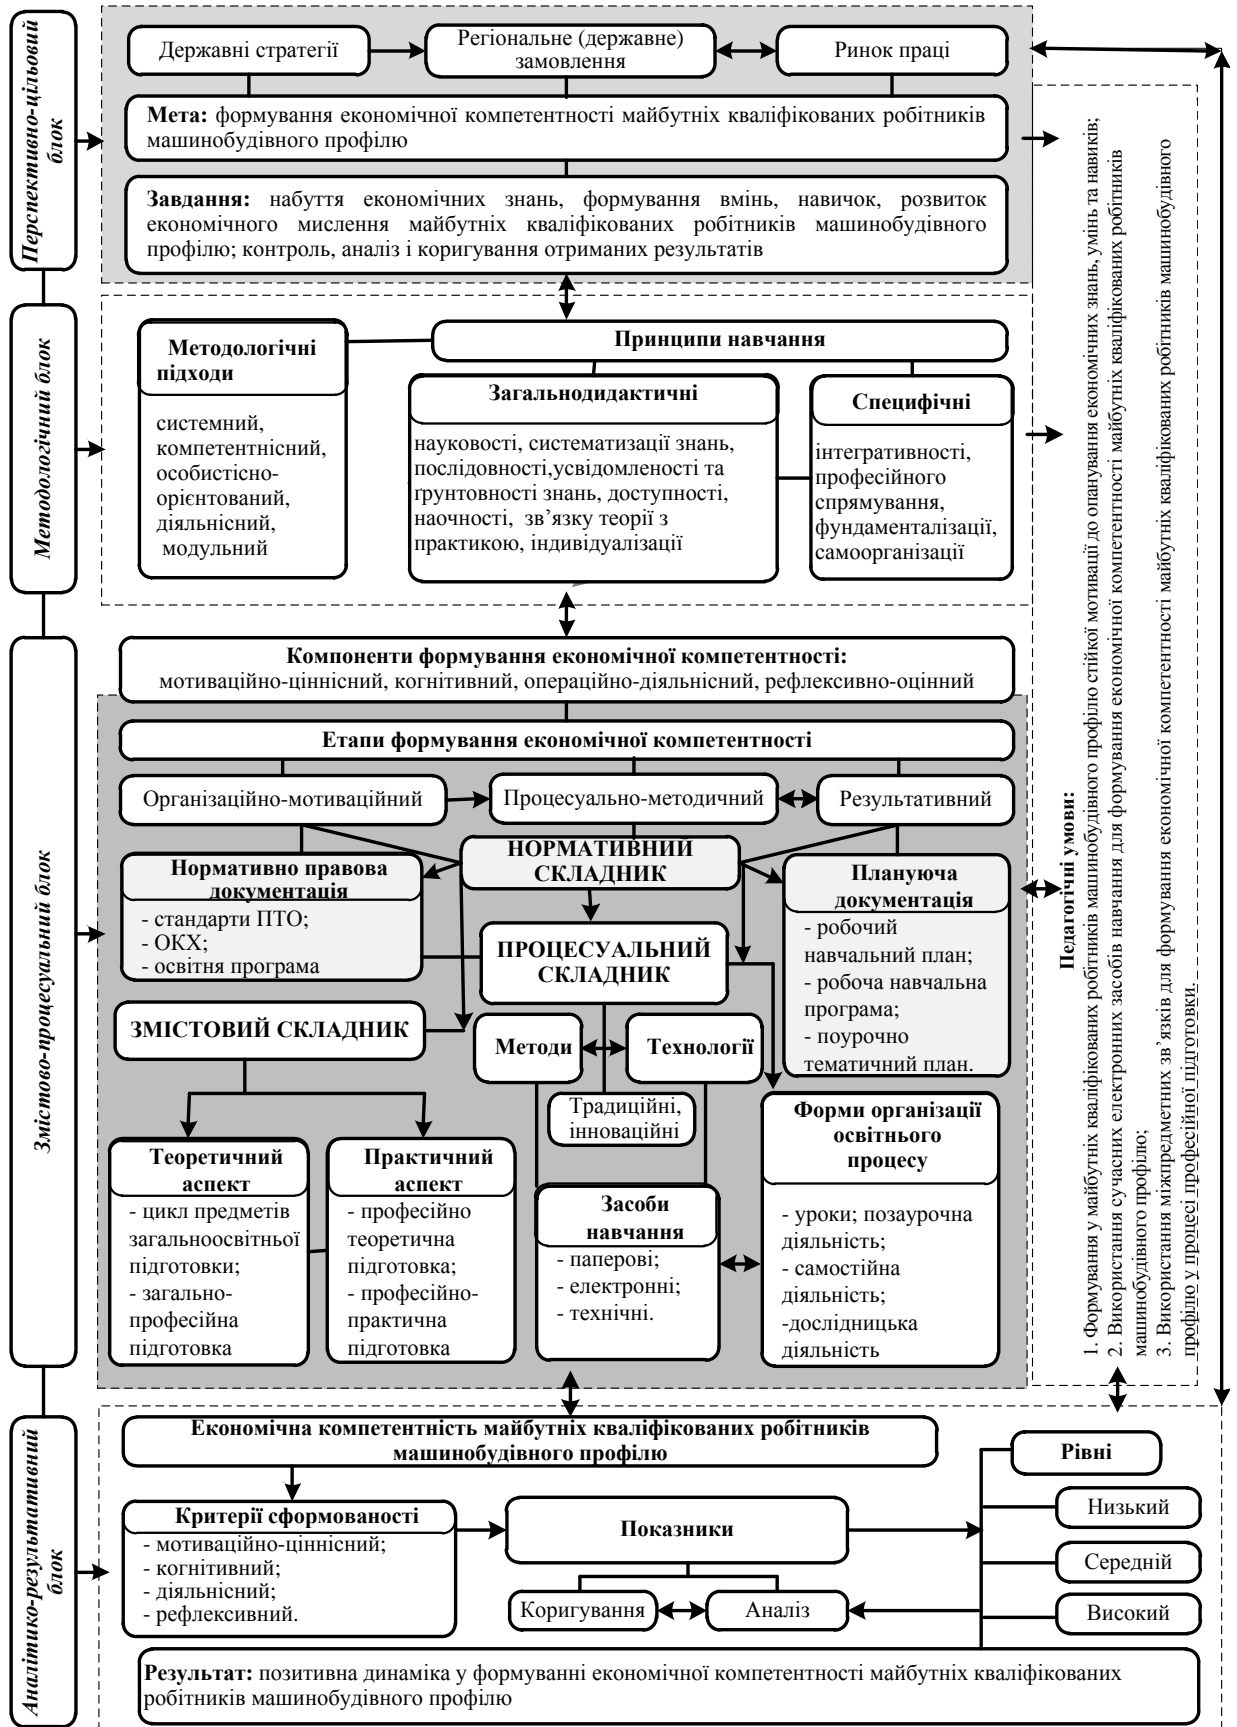 Перспективно-цільовий
блок
Державні стратегії
Регіональне (державне)
замовлення
Ринок праці
Мета: формування економічної компетентності майбутніх кваліфікованих робітників
машинобудівного профілю
Завдання: набуття економічних знань, формування вмінь, навичок, розвиток
економічного мислення майбутніх кваліфікованих робітників машинобудівного
профілю; контроль, аналіз і коригування отриманих результатів
Методологічний блок
Методологічні
підходи
системний,
компетентнісний,
особистісно-
орієнтований,
діяльнісний,
модульний
Принципи навчання
Загальнодидактичні
науковості, систематизації знань,
послідовності,усвідомленості та
ґрунтовності знань, доступності,
наочності, зв’язку теорії з
практикою, індивідуалізації
Специфічні
інтегративності,
професійного
спрямування,
фундаменталізації,
самоорганізації
Змістово-процесуальний блок
Компоненти формування економічної компетентності:
мотиваційно-ціннісний, когнітивний, операційно-діяльнісний, рефлексивно-оцінний
Етапи формування економічної компетентності
Організаційно-мотиваційний
Процесуально-методичний
Результативний
Нормативно правова
документація
- стандарти ПТО;
- ОКХ;
- освітня програма
НОРМАТИВНИЙ
СКЛАДНИК
Плануюча
документація
- робочий
навчальний план;
- робоча навчальна
програма;
- поурочно
тематичний план.
ПРОЦЕСУАЛЬНИЙ
СКЛАДНИК
ЗМІСТОВИЙ СКЛАДНИК
Методи
Технології
Традиційні,
інноваційні
Теоретичний
аспект
- цикл предметів
загальноосвітньої
підготовки;
- загально-
професійна
підготовка
Практичний
аспект
- професійно
теоретична
підготовка;
- професійно-
практична
підготовка
Засоби
навчання
- паперові;
- електронні;
- технічні.
Форми організації
освітнього
процесу
- уроки; позаурочна
діяльність;
- самостійна
діяльність;
-дослідницька
діяльність
Педагогічні умови:
1. Формування у майбутніх кваліфікованих робітників машинобудівного профілю стійкої мотивації до опанування економічних знань, умінь та навиків;
2. Використання сучасних електронних засобів навчання для формування економічної компетентності майбутніх кваліфікованих робітників
машинобудівного профілю;
3. Використання міжпредметних зв’язків для формування економічної компетентності майбутніх кваліфікованих робітників машинобудівного
профілю у процесі професійної підготовки.
Аналітико-результативний
блок
Економічна компетентність майбутніх кваліфікованих робітників
машинобудівного профілю
Критерії сформованості
- мотиваційно-ціннісний;
- когнітивний;
- діяльнісний;
- рефлексивний.
Показники
Коригування
Аналіз
Рівні
Низький
Середній
Високий
Результат: позитивна динаміка у формуванні економічної компетентності майбутніх кваліфікованих
робітників машинобудівного профілю